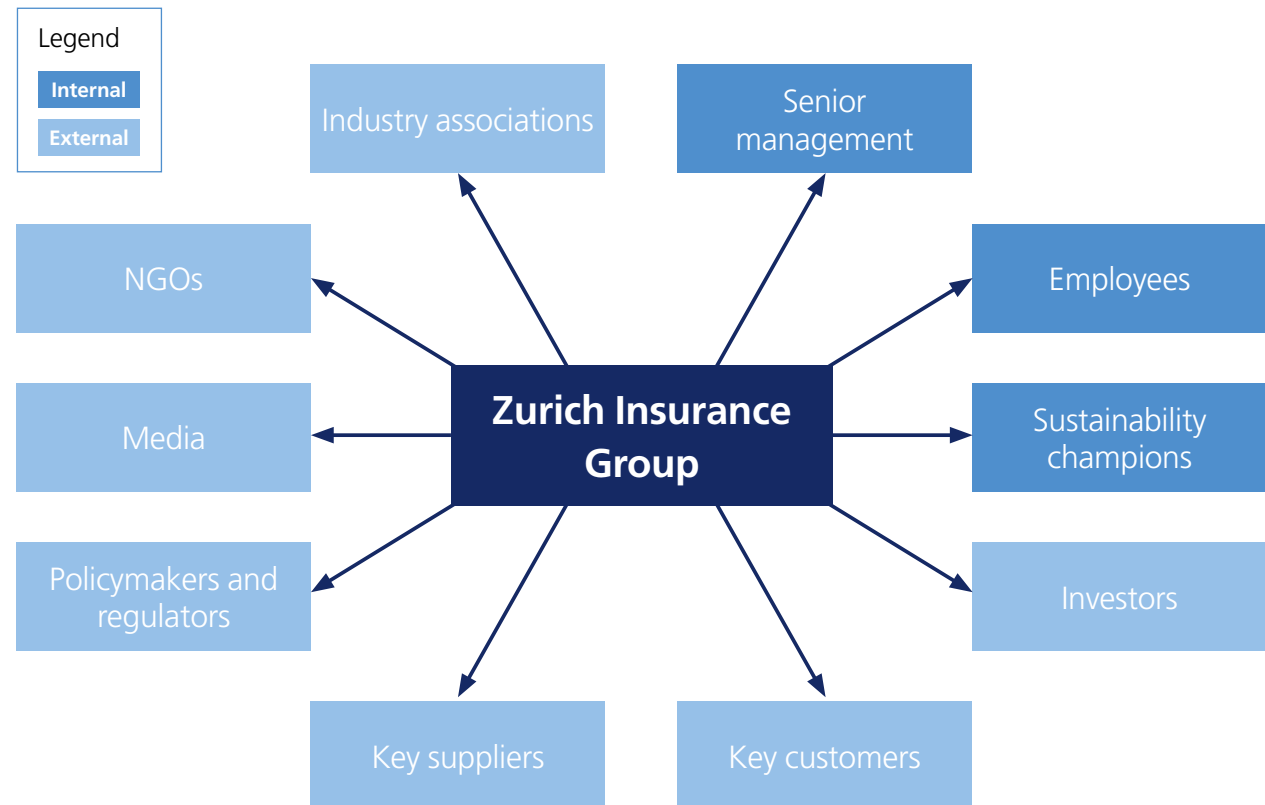 Legend
Internal
External
Industry associations
Senior
management
NGOs
Employees
Zurich Insurance
Group
Media
Sustainability
champions
Policymakers and
regulators
Investors
Key suppliers
Key customers